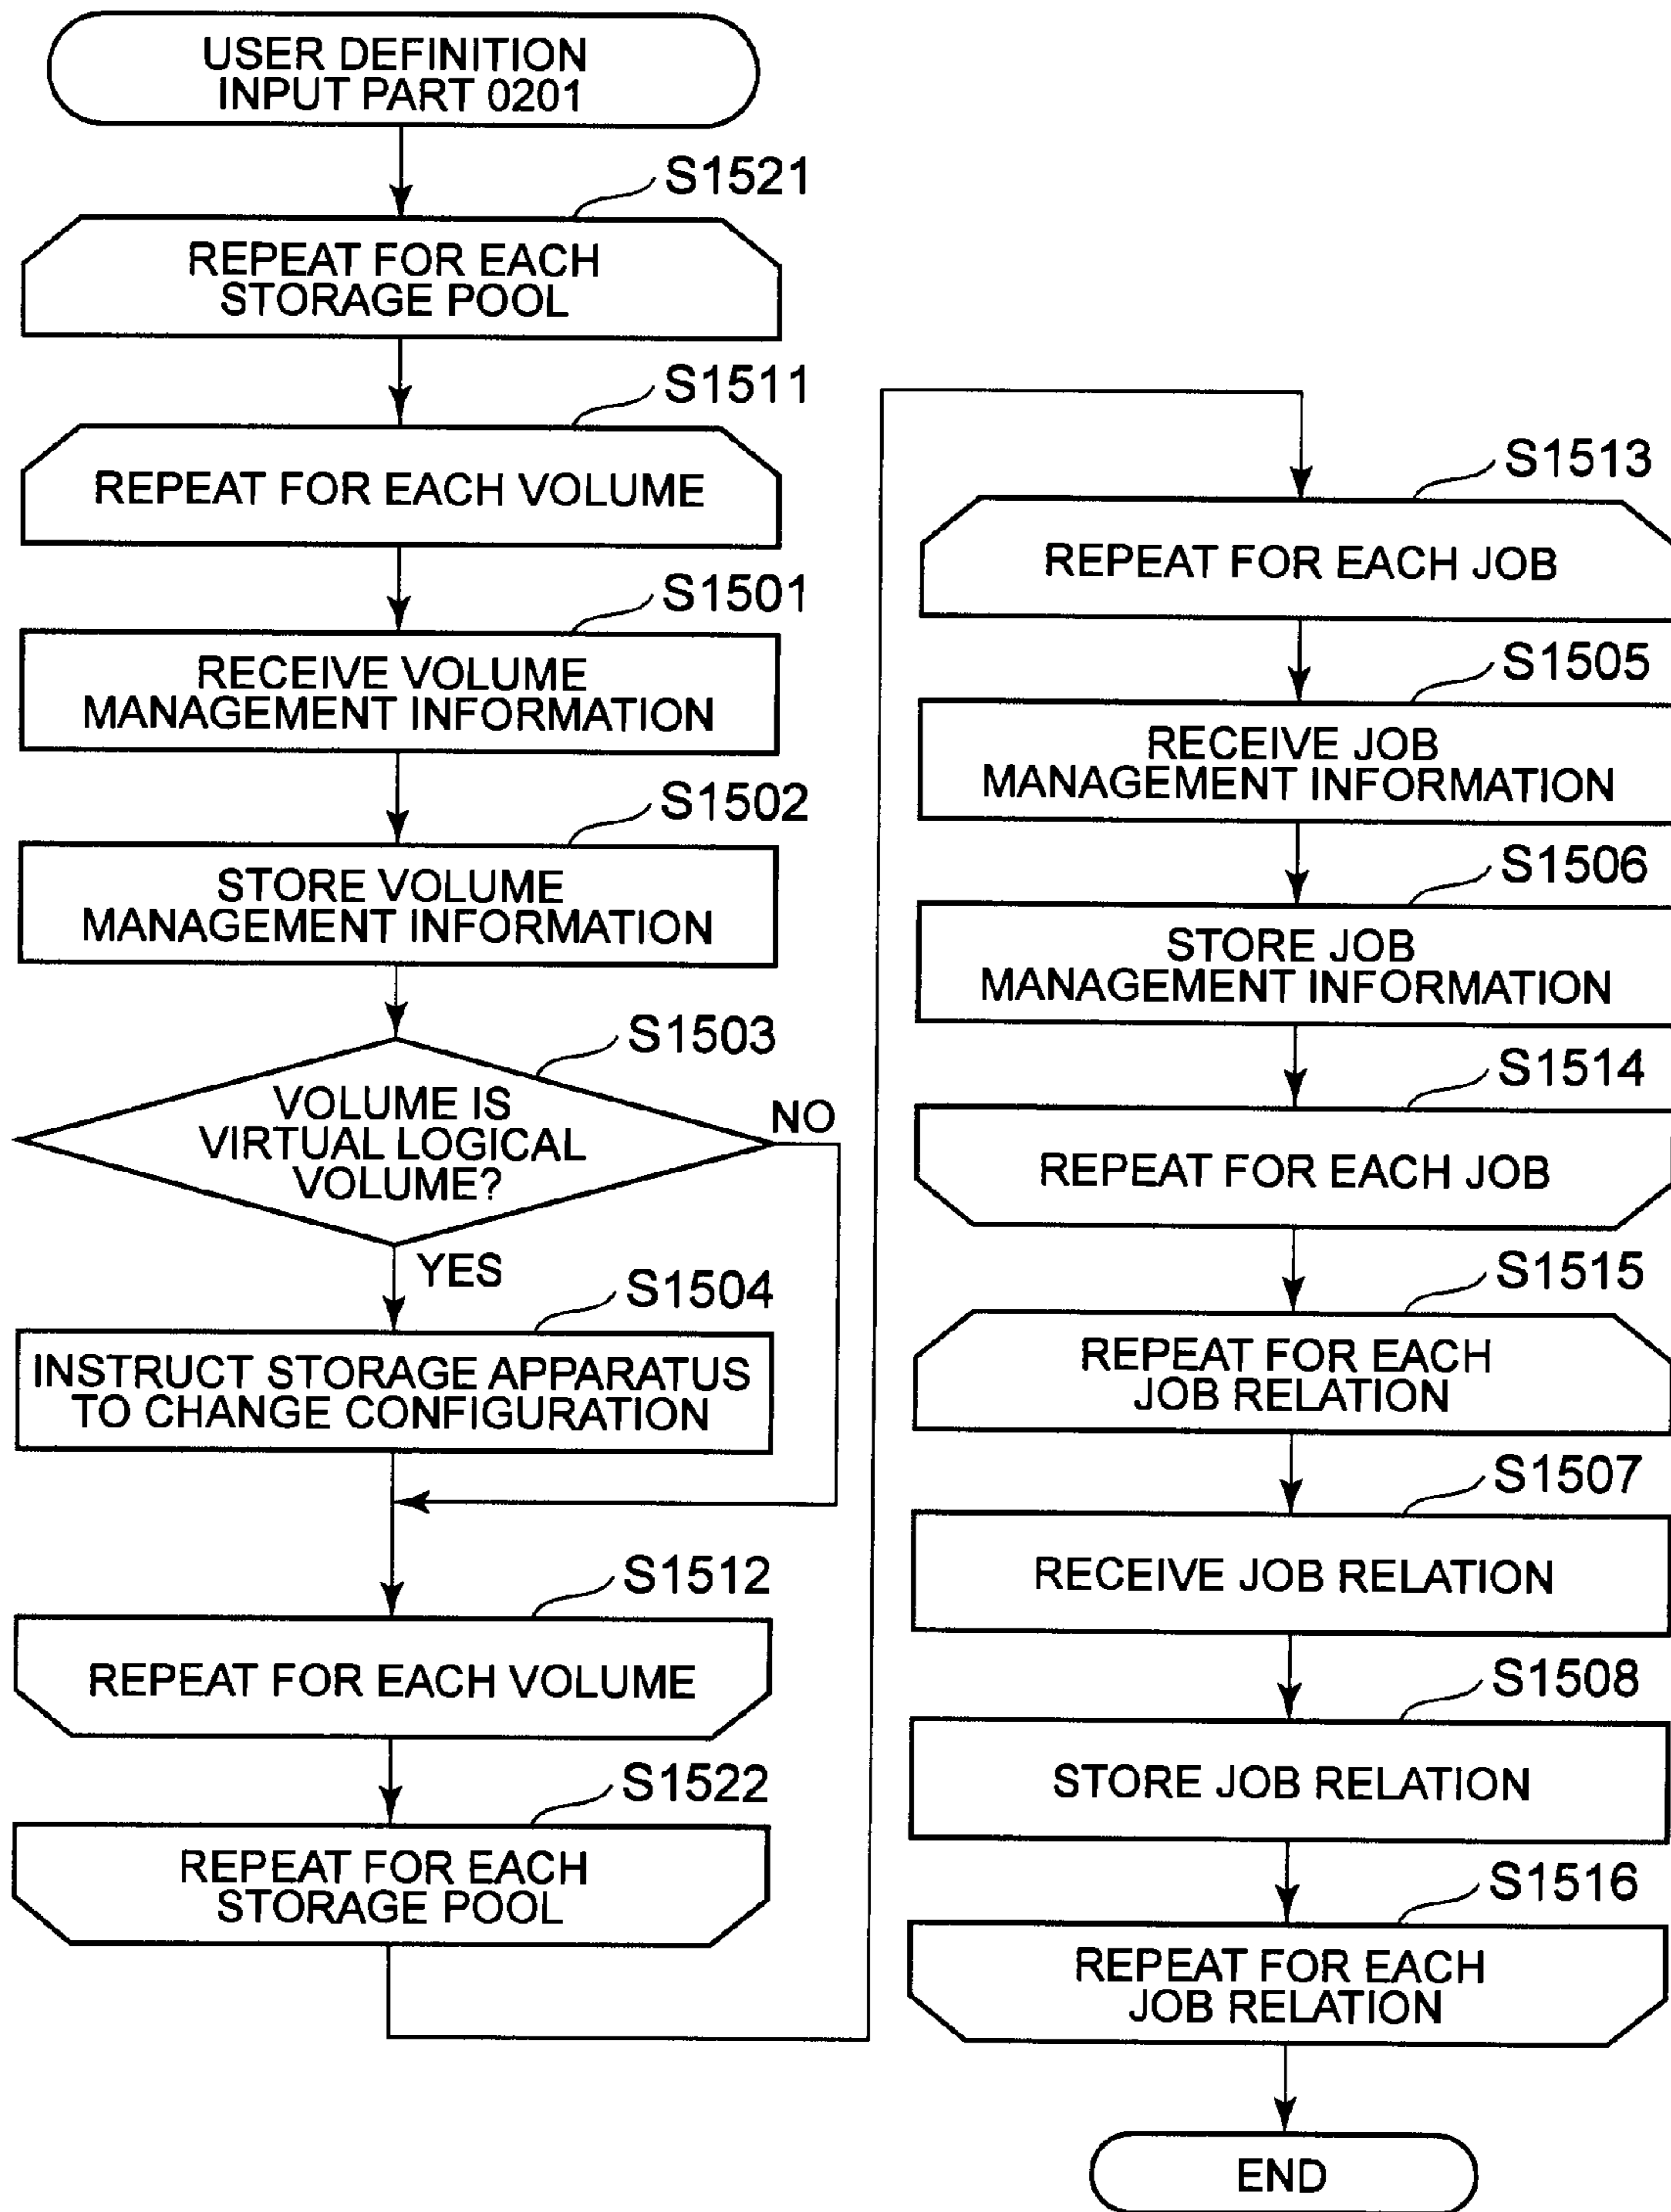 USER DEFINITION
INPUT PART 0201
S1521
REPEAT FOR EACH
STORAGE POOL
S1511
REPEAT FOR EACH VOLUME
S1501
RECEIVE VOLUME
MANAGEMENT INFORMATION
S1502
STORE VOLUME
MANAGEMENT INFORMATION
S1503
VOLUME IS
VIRTUAL LOGICAL
VOLUME?
NO
YES
S1504
INSTRUCT STORAGE APPARATUS
TO CHANGE CONFIGURATION
S1512
REPEAT FOR EACH VOLUME
S1522
REPEAT FOR EACH
STORAGE POOL
S1513
REPEAT FOR EACH JOB
S1505
RECEIVE JOB
MANAGEMENT INFORMATION
S1506
STORE JOB
MANAGEMENT INFORMATION
S1514
REPEAT FOR EACH JOB
S1515
REPEAT FOR EACH
JOB RELATION
S1507
RECEIVE JOB RELATION
S1508
STORE JOB RELATION
S1516
REPEAT FOR EACH
JOB RELATION
END